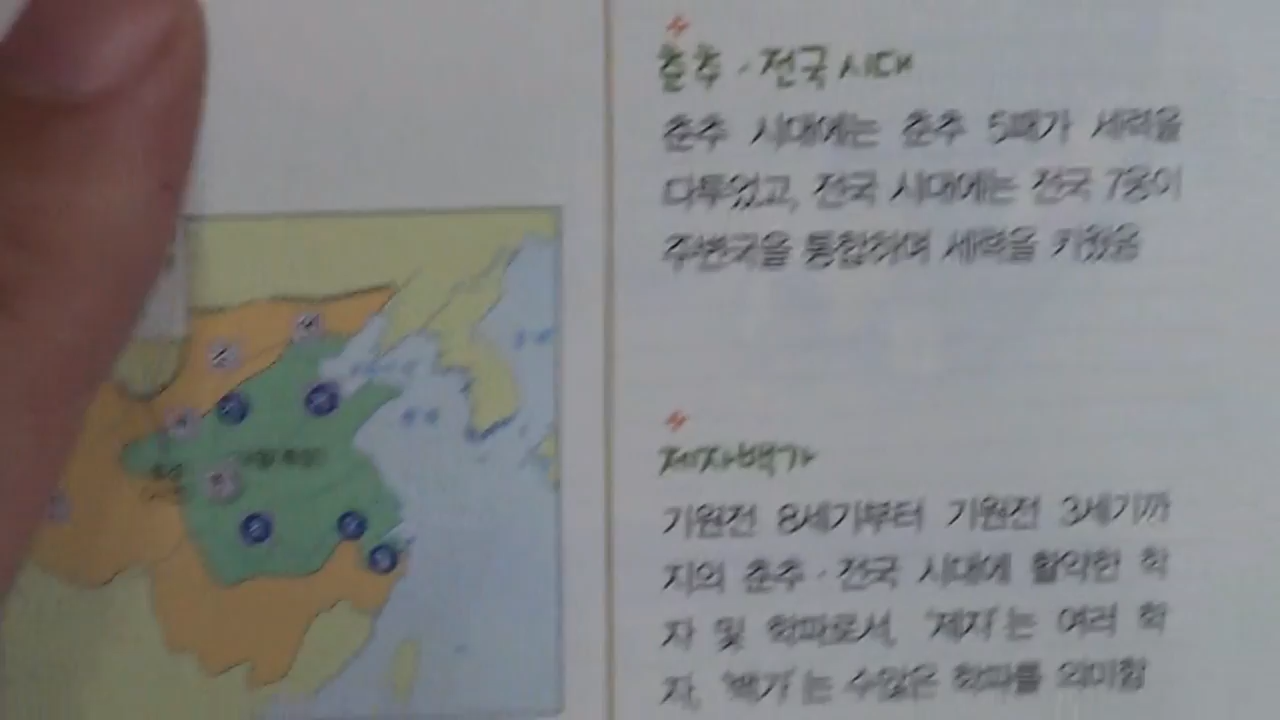 춘추·전국 시대
춘추 시대에는 춘추 5패가 세력을
다투었고, 전국 시대에는 전국 7웅이
주변국을 통합하며 세력을 키웠음
제자백가
기원전 8세기부터 기원전 3세기까
지의 춘추·전국 시대에 활약한 학
자 및 학파로서, '제자'는 여러 학
자, '백가'는 수많은 학파를 의미함